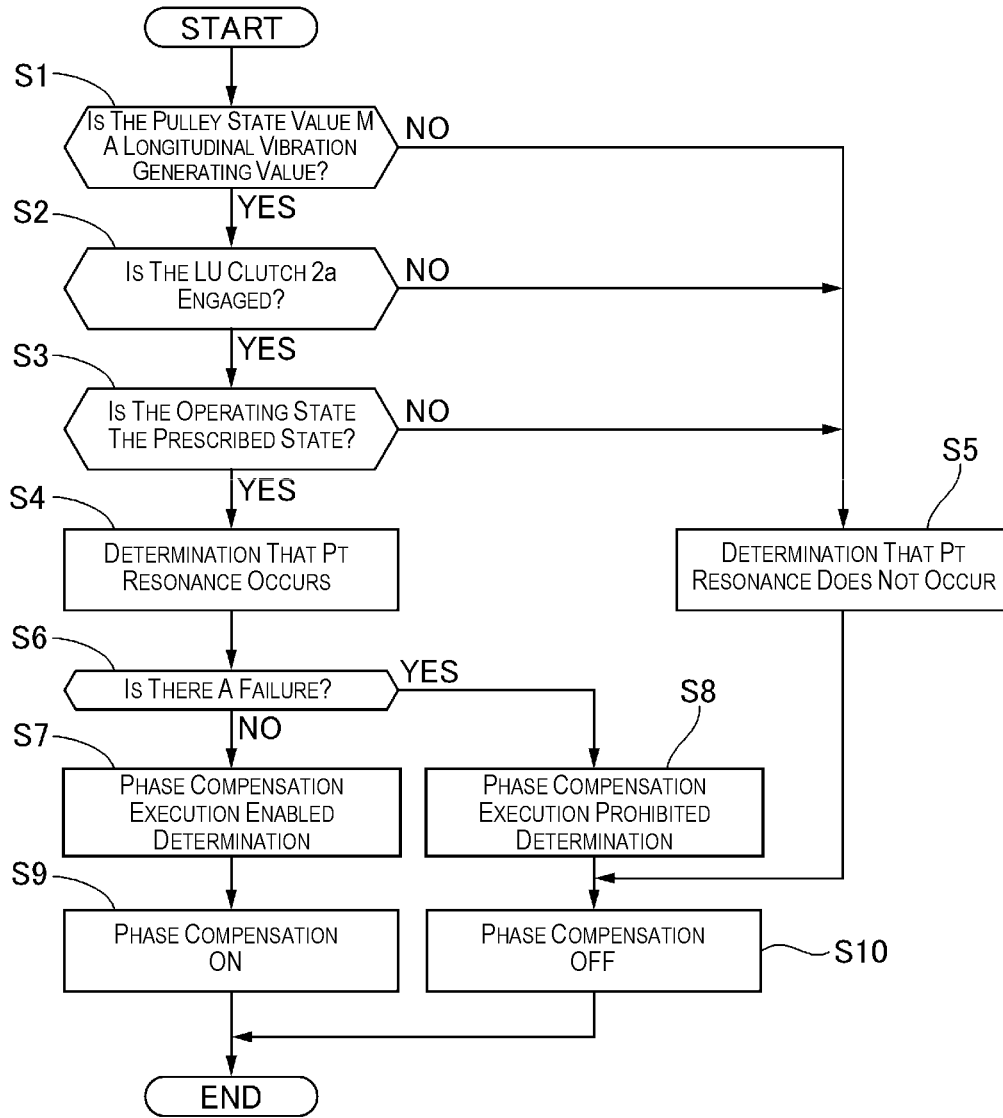 START
S1
IS THE PULLEY STATE VALUE M
A LONGITUDINAL VIBRATION
GENERATING VALUE?
NO
YES
S2
IS THE LU CLUTCH 2a
ENGAGED?
NO
YES
S3
IS THE OPERATING STATE
THE PRESCRIBED STATE?
NO
YES
S4
DETERMINATION THAT PT
RESONANCE OCCURS
S5
DETERMINATION THAT PT
RESONANCE DOES NOT OCCUR
S6
IS THERE A FAILURE?
YES
NO
S7
PHASE COMPENSATION
EXECUTION ENABLED
DETERMINATION
S8
PHASE COMPENSATION
EXECUTION PROHIBITED
DETERMINATION
S9
PHASE COMPENSATION
ON
PHASE COMPENSATION
OFF
S10
END